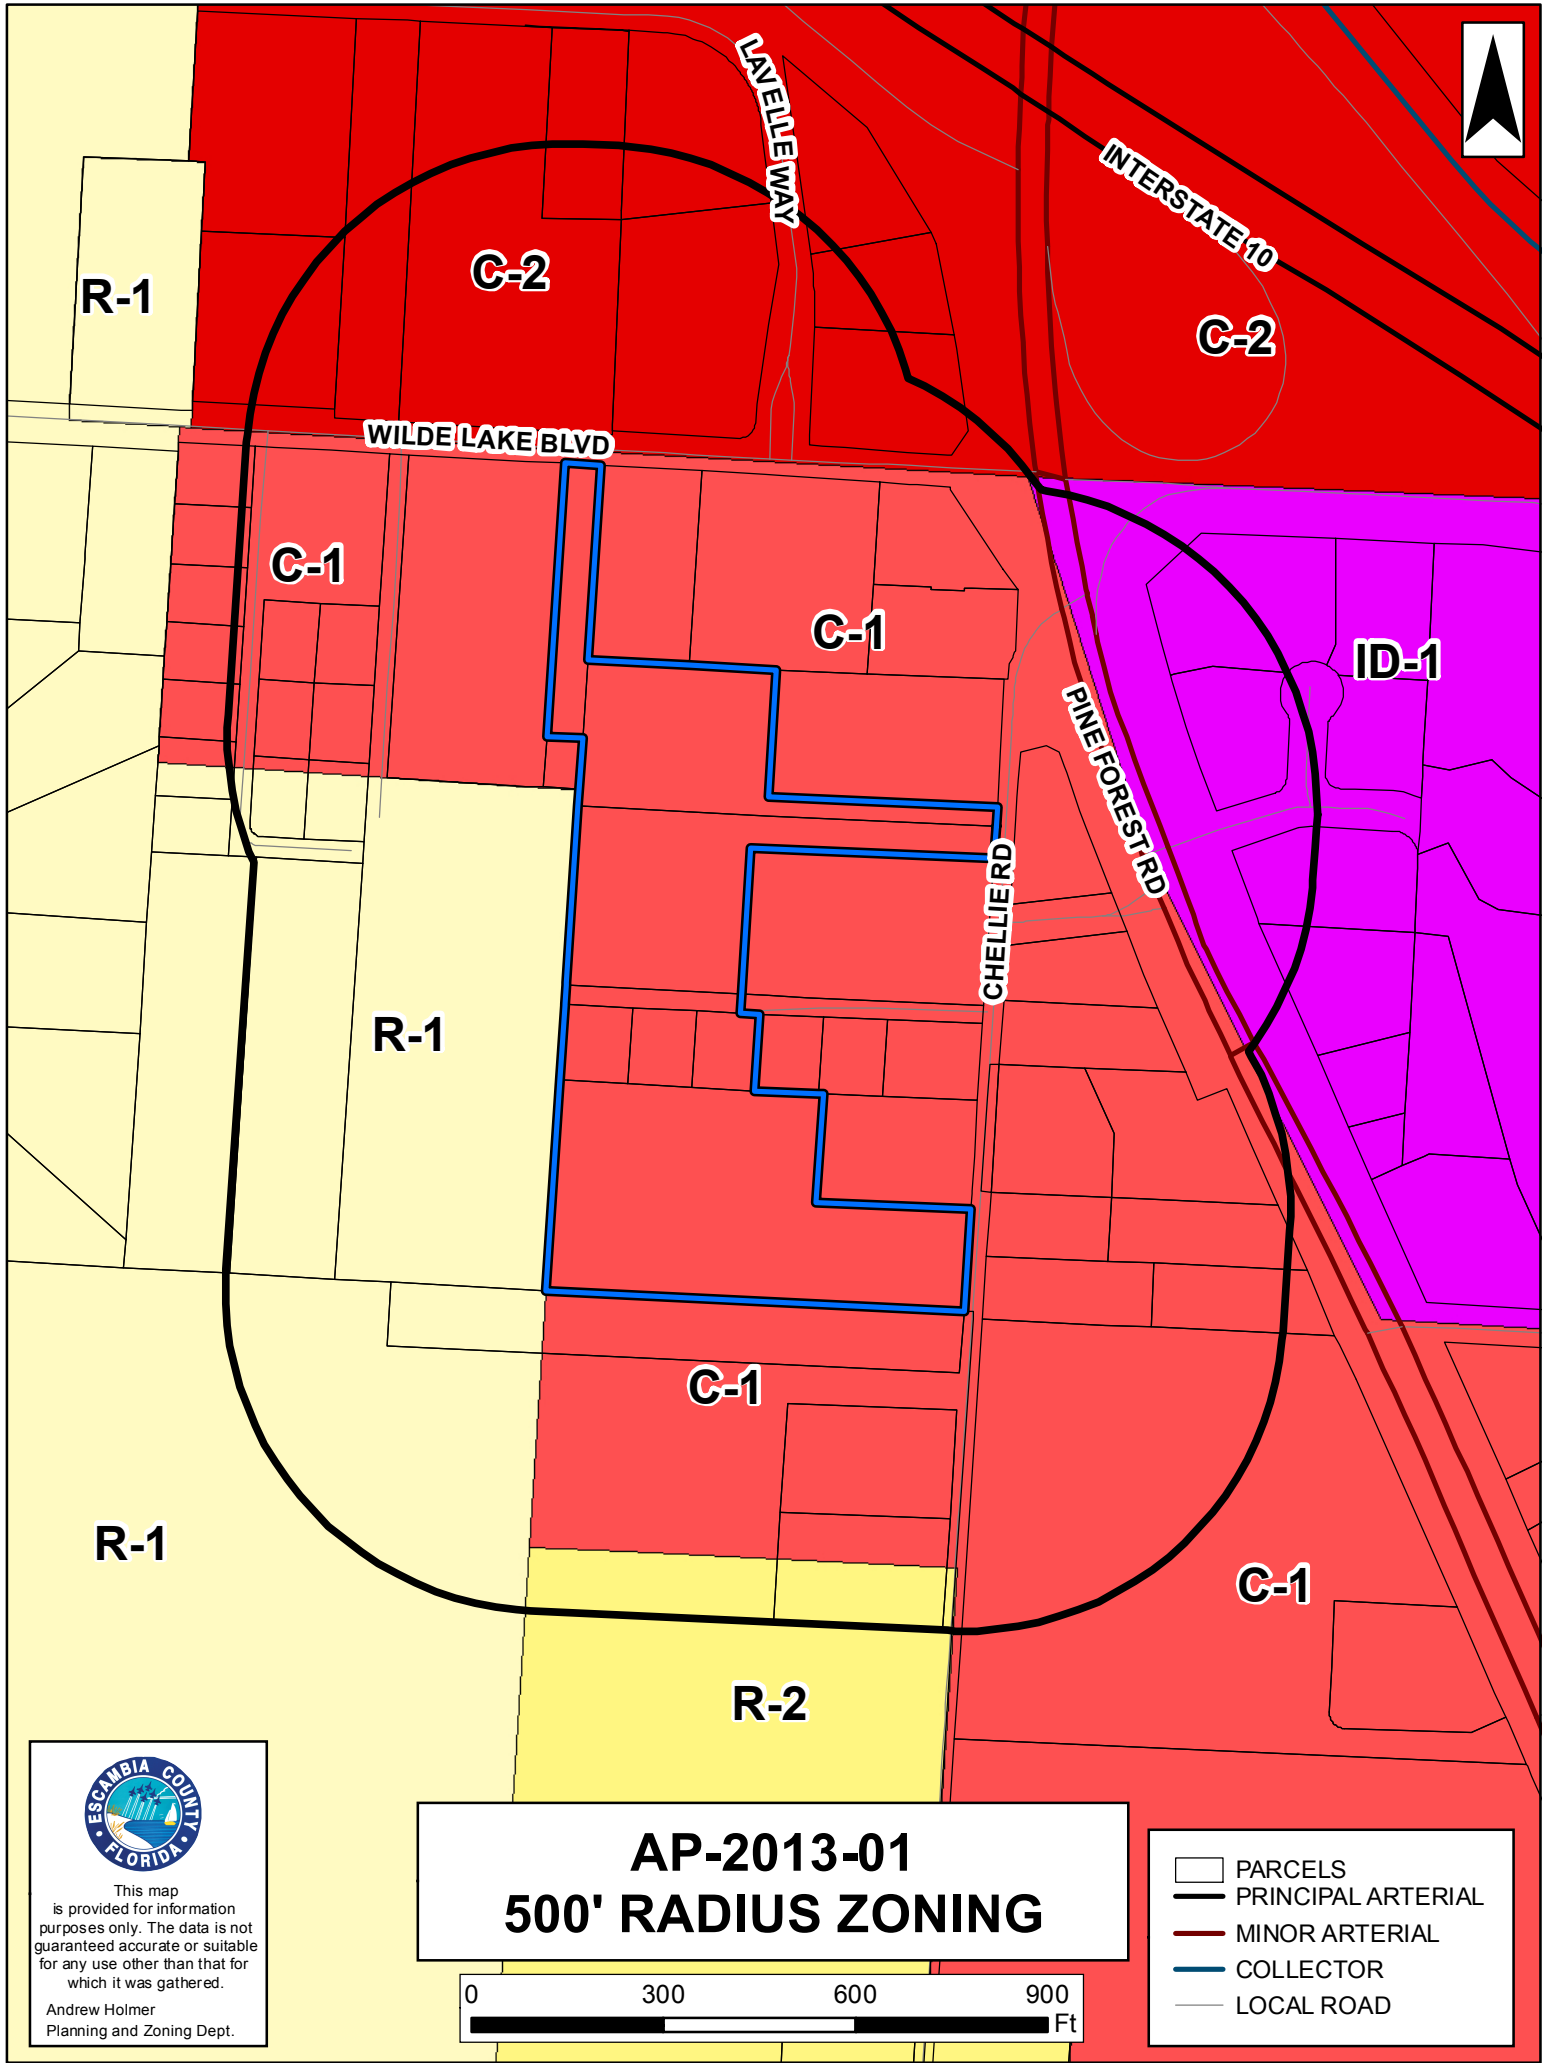 LAVELLE WAY
INTERSTATE 10
R-1
C-2
C-2
WILDE LAKE BLVD
C-1
C-1
ID-1
PINE FOREST RD
CHELLIE RD
R-1
C-1
R-1
C-1
R-2
ESCAMBIA COUNTY
FLORIDA
This map
is provided for information
purposes only. The data is not
guaranteed accurate or suitable
for any use other than that for
which it was gathered.
Andrew Holmer
Planning and Zoning Dept.
AP-2013-01
500' RADIUS ZONING
0 300 600 900
Ft
PARCELS
PRINCIPAL ARTERIAL
MINOR ARTERIAL
COLLECTOR
LOCAL ROAD